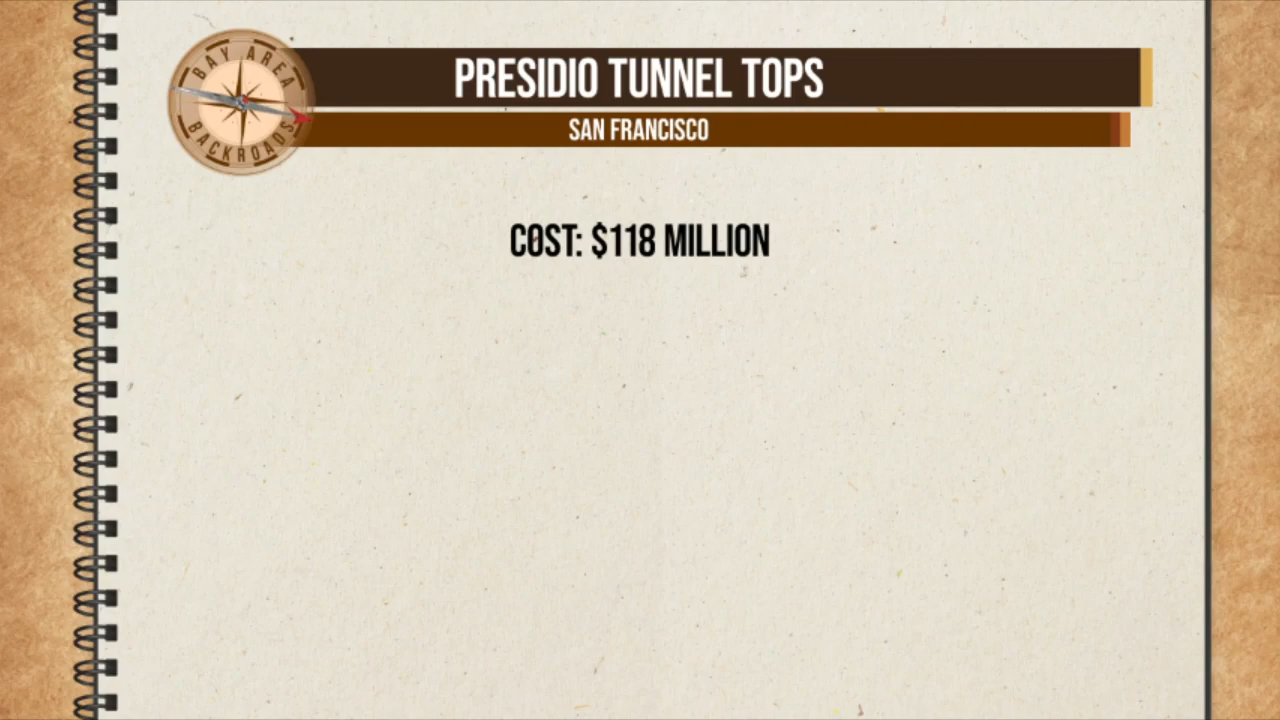 BAY AREA
BACKROADS
PRESIDIO TUNNEL TOPS
SAN FRANCISCO
COST: $118 MILLION